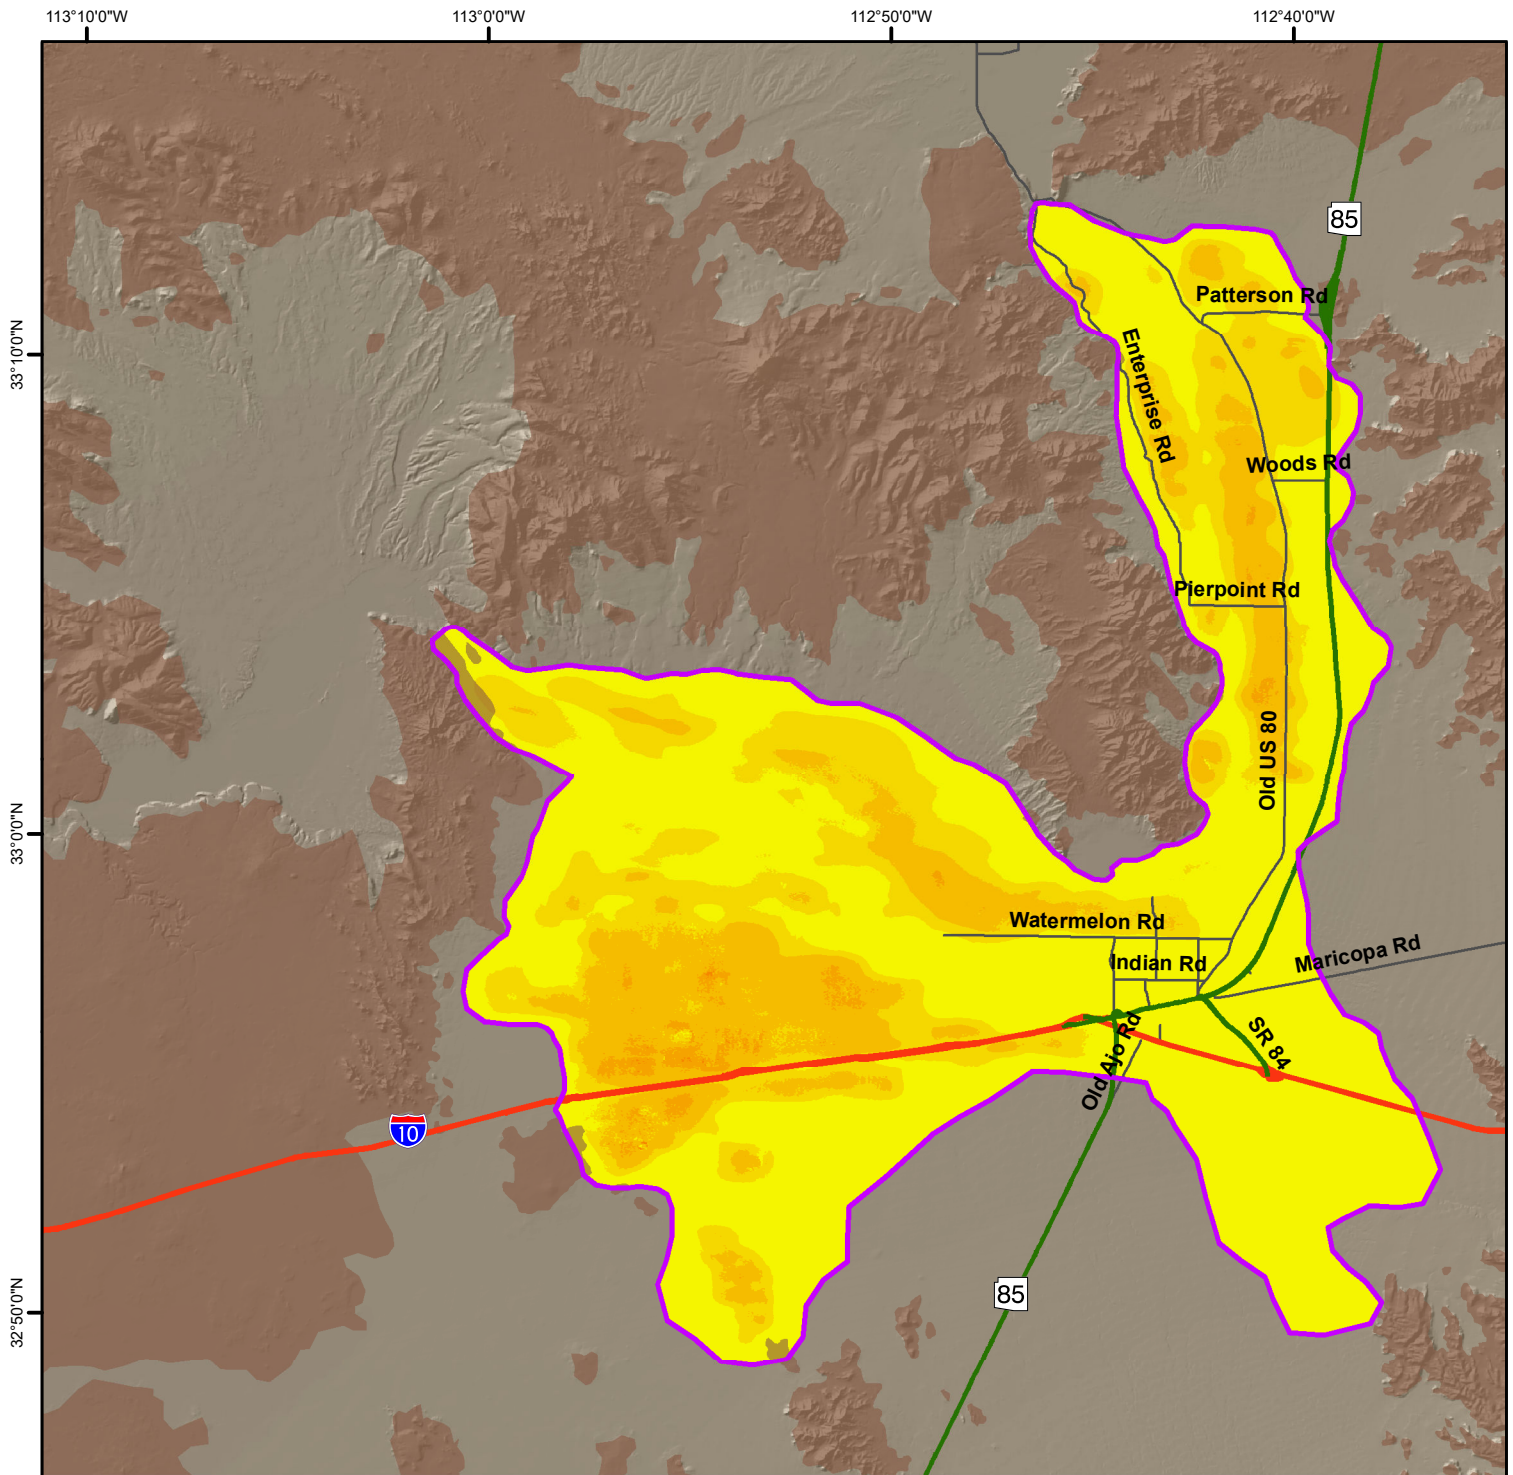 113°10'0"W
113°0'0"W
112°50'0"W
112°40'0"W
85
Patterson Rd
33°10'0"N
Enterprise Rd
Woods Rd
Pierpoint Rd
Old US 80
33°0'0"N
Watermelon Rd
Indian Rd
Maricopa Rd
SR 84
Old Ajo Rd
10
85
32°50'0"N